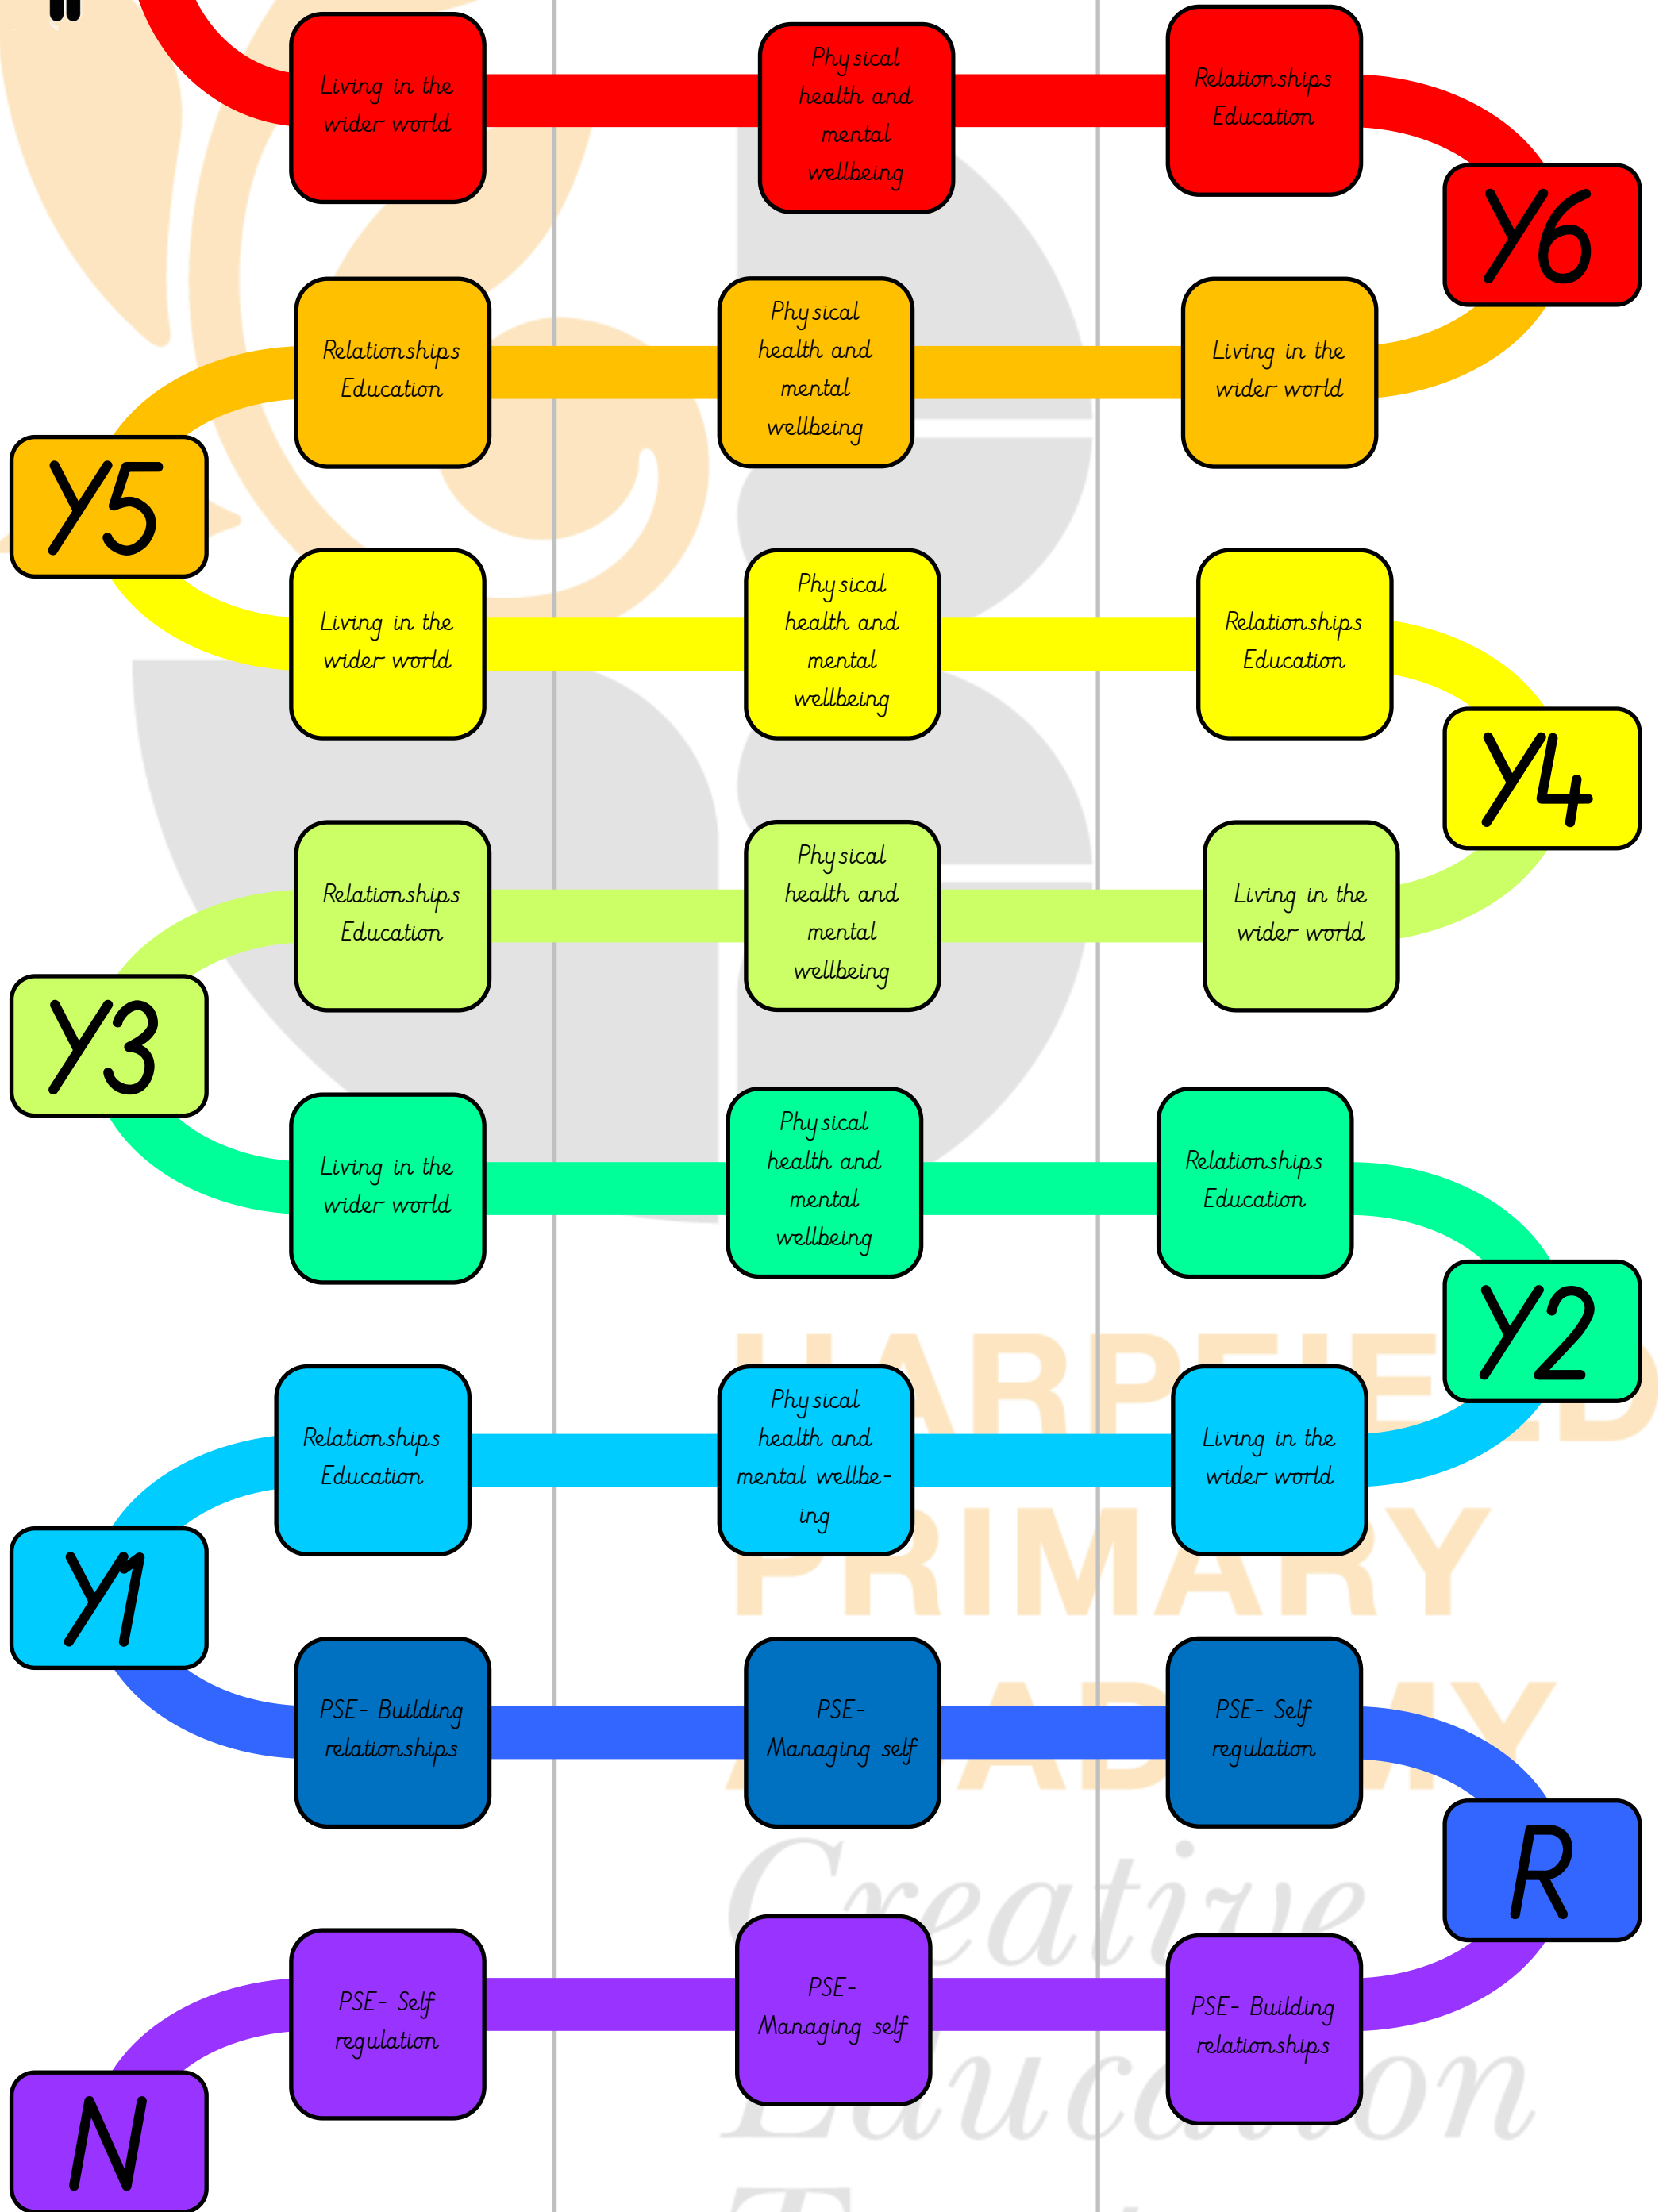 Living in the
wider world
Physical
health and
mental
wellbeing
Relationships
Education
Y6
Relationships
Education
Physical
health and
mental
wellbeing
Living in the
wider world
Y5
Living in the
wider world
Physical
health and
mental
wellbeing
Relationships
Education
Y4
Relationships
Education
Physical
health and
mental
wellbeing
Living in the
wider world
Y3
Living in the
wider world
Physical
health and
mental
wellbeing
Relationships
Education
Y2
Relationships
Education
Physical
health and
mental wellbe-
ing
Living in the
wider world
Y1
PSE- Building
relationships
PSE-
Managing self
PSE- Self
regulation
R
PSE- Self
regulation
PSE-
Managing self
PSE- Building
relationships
N
HARPFIELD
PRIMARY
ACADEMY
Creative
Education